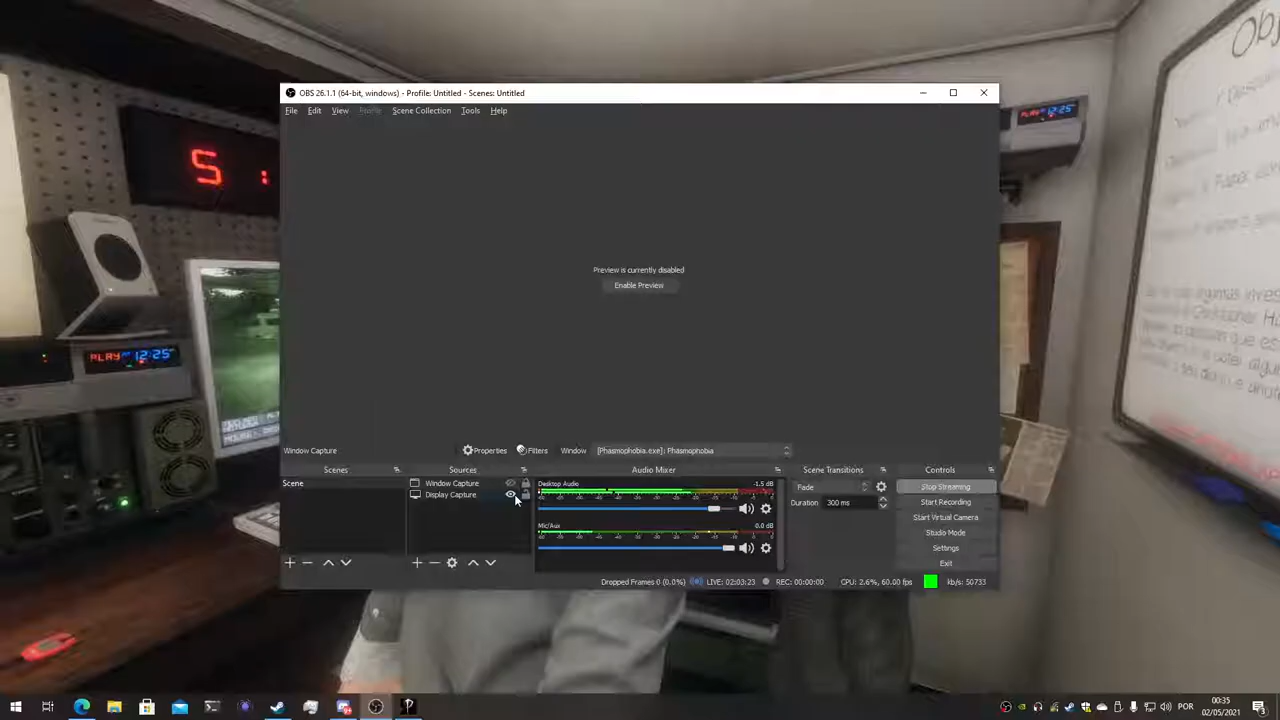 OBS 26.1.1 (64-bit, windows) - Profile: Untitled - Scenes: Untitled
File Edit View Profile Scene Collection Tools Help
Obj
PLAY 12:25
S :
Preview is currently disabled
Enable Preview
PLAY 12:25
Window Capture Properties Filters Window [Phasmophobia.exe]: Phasmophobia
Scenes Sources Audio Mixer Scene Transitions Controls
Scene
Window Capture
Display Capture
Desktop Audio -1.5 dB
Mic/Aux 0.0 dB
Fade
Duration 300 ms
Stop Streaming
Start Recording
Start Virtual Camera
Studio Mode
Settings
Exit
Dropped Frames 0 (0.0%) LIVE: 02:03:23 REC: 00:00:00 CPU: 2.6%, 60.00 fps kb/s: 50733
POR
00:35
02/05/2021
3